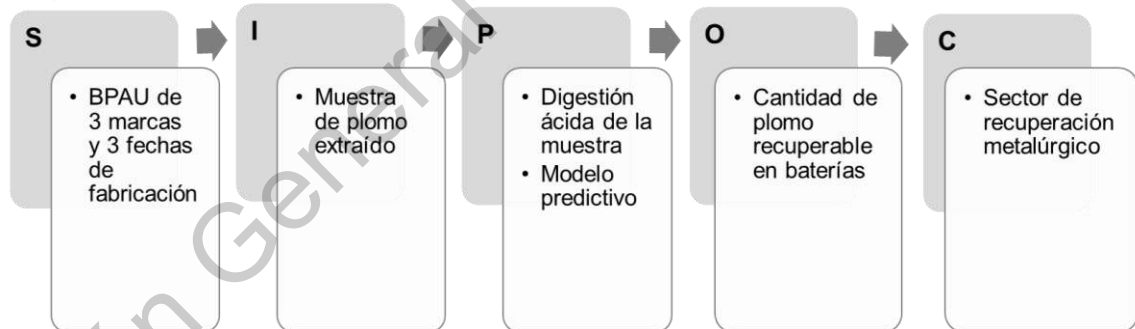 S
• BPAU de
3 marcas
y 3 fechas
de
fabricación
I
• Muestra
de plomo
extraído
P
• Digestión
ácida de la
muestra
• Modelo
predictivo
O
• Cantidad de
plomo
recuperable
en baterías
C
• Sector de
recuperación
metalúrgico
General